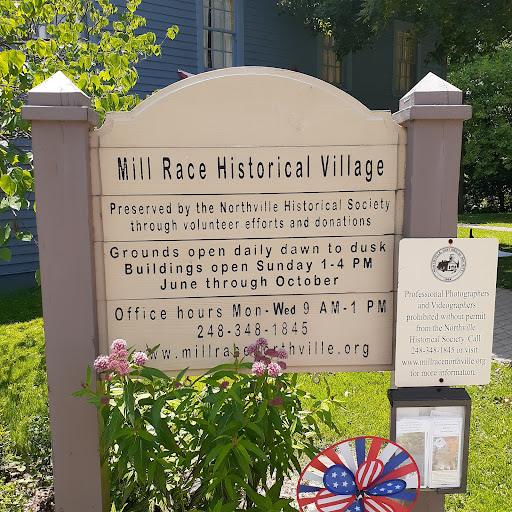 Mill Race Historical Village
Preserved by the Northville Historical Society
through volunteer efforts and donations
Grounds open daily dawn to dusk
Buildings open Sunday 1-4 PM
June through October
Office hours Mon-Wed 9 AM-1 PM
248-348-1845
www.millracenorthville.org
Professional Photographers
and Videographers
prohibited without permit
from the Northville
Historical Society. Call
248-348-1845 or visit
www.millracenorthville.org
for more information.